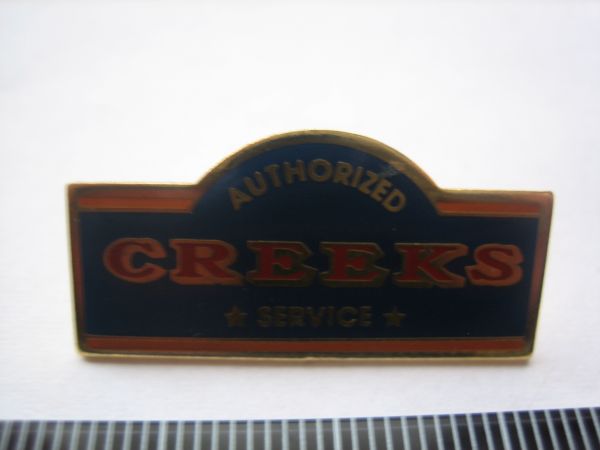 AUTHORIZED
CREEKS
★ SERVICE ★